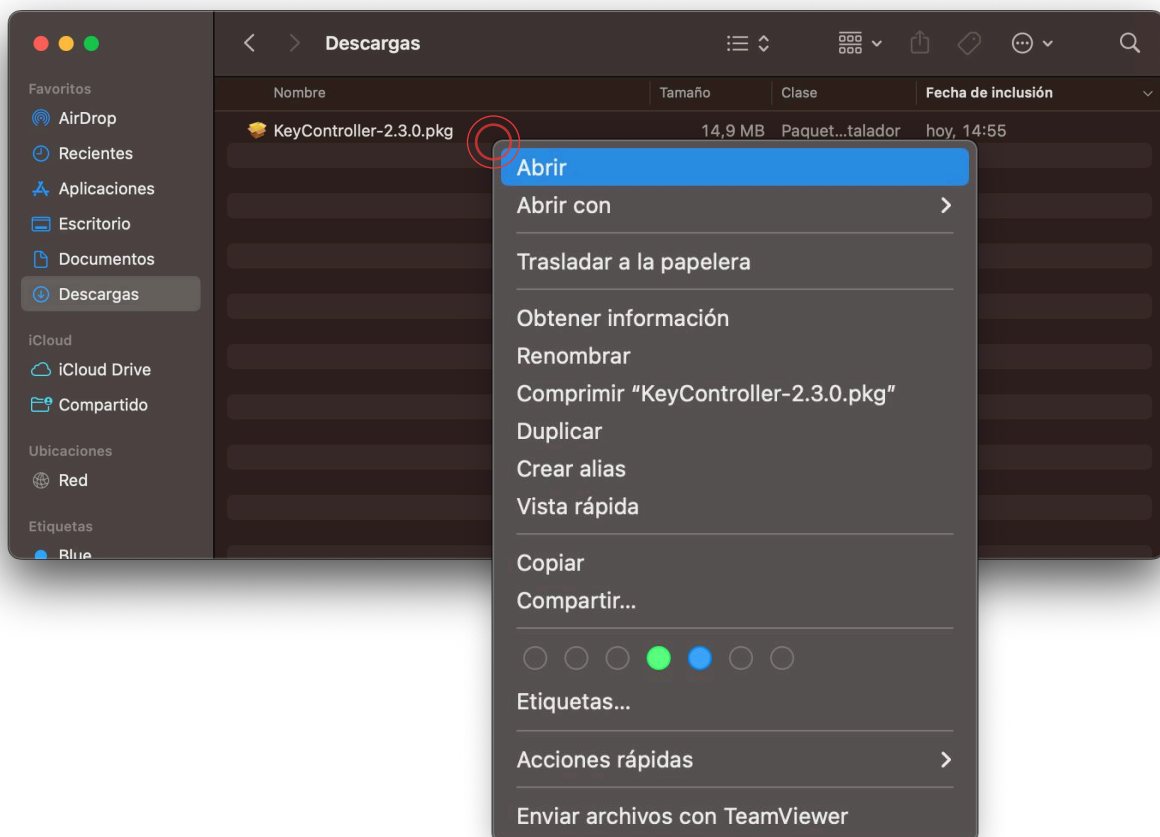 Descargas
Favoritos
AirDrop
Recientes
Aplicaciones
Escritorio
Documentos
Descargas
iCloud
iCloud Drive
Compartido
Ubicaciones
Red
Etiquetas
Blue
Nombre Tamaño Clase Fecha de inclusión
KeyController-2.3.0.pkg 14,9 MB Paquet...talador hoy, 14:55
Abrir
Abrir con
Trasladar a la papelera
Obtener información
Renombrar
Comprimir “KeyController-2.3.0.pkg”
Duplicar
Crear alias
Vista rápida
Copiar
Compartir...
Etiquetas...
Acciones rápidas
Enviar archivos con TeamViewer